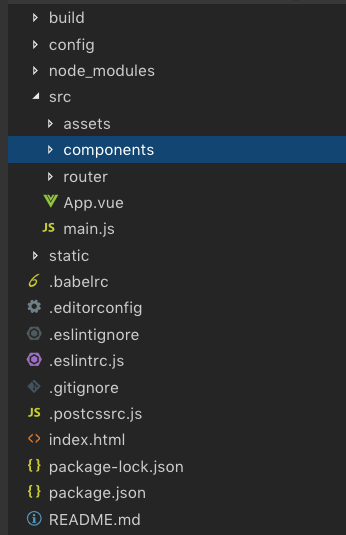 build
config
node_modules
src
assets
components
router
App.vue
JS main.js
static
.babelrc
.editorconfig
.eslintignore
.eslintrc.js
.gitignore
JS .postcssrc.js
index.html
package-lock.json
package.json
README.md